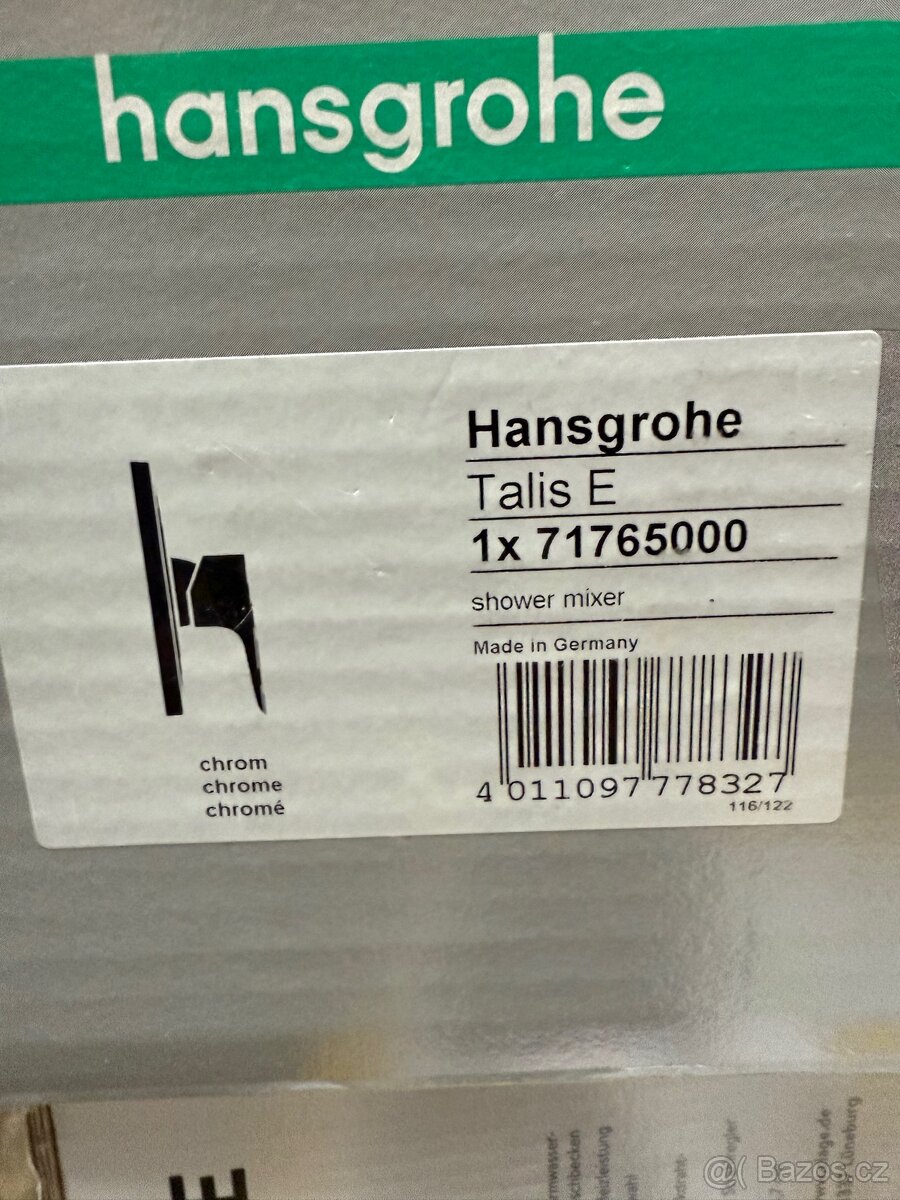 hansgrohe
Hansgrohe
Talis E
1x 71765000
shower mixer
Made in Germany
chrom
chrome
chromé
4 011097 778327
116/122
@ Bazos.cz